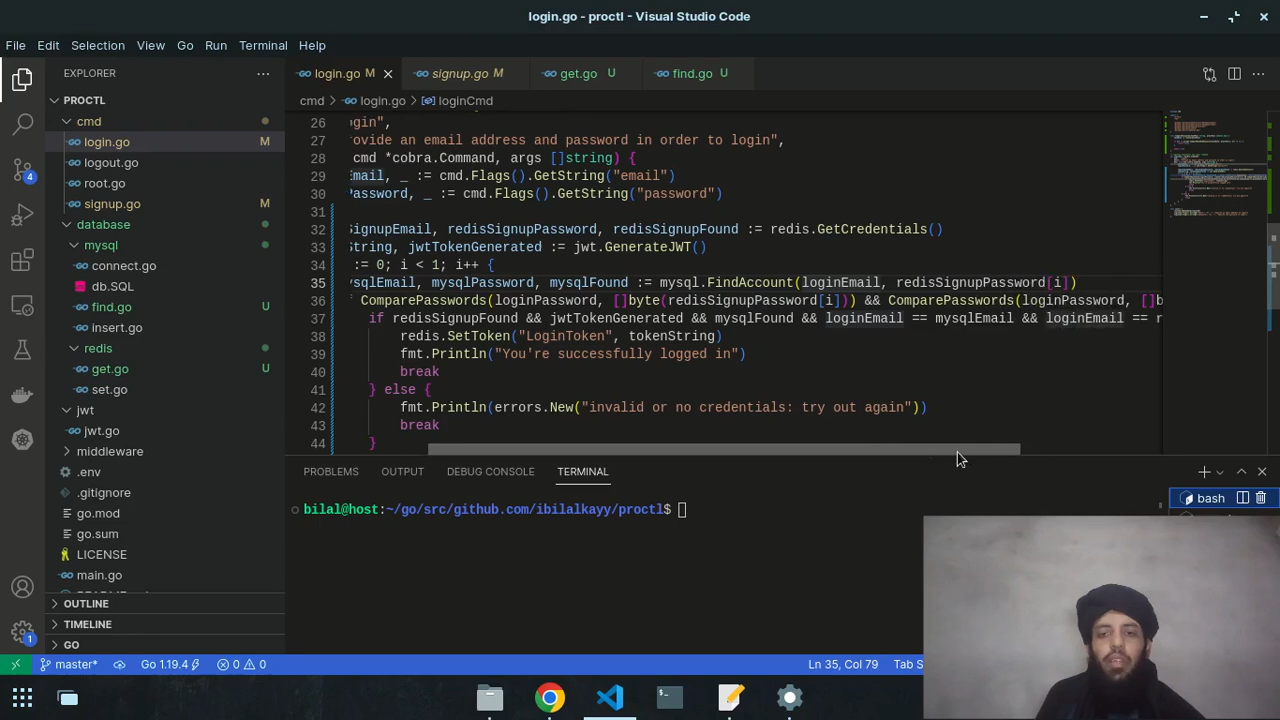 login.go - proctl - Visual Studio Code
File Edit Selection View Go Run Terminal Help
EXPLORER
login.go M
signup.go M
get.go U
find.go U
PROCTL
cmd
login.go M
logout.go
root.go
signup.go M
database
mysql
connect.go
db.SQL
find.go U
insert.go
redis
get.go U
set.go
jwt
jwt.go
middleware
.env
.gitignore
go.mod
go.sum
LICENSE
main.go
OUTLINE
TIMELINE
GO
cmd > login.go > loginCmd
26 ogin",
27 ovide an email address and password in order to login",
28 cmd *cobra.Command, args []string) {
29 Email, _ := cmd.Flags().GetString("email")
30 Password, _ := cmd.Flags().GetString("password")
31
32 SignupEmail, redisSignupPassword, redisSignupFound := redis.GetCredentials()
33 String, jwtTokenGenerated := jwt.GenerateJWT()
34 := 0; i < 1; i++ {
35 ysqlEmail, mysqlPassword, mysqlFound := mysql.FindAccount(loginEmail, redisSignupPassword[i])
36 ComparePasswords(loginPassword, []byte(redisSignupPassword[i])) && ComparePasswords(loginPassword, []b
37 if redisSignupFound && jwtTokenGenerated && mysqlFound && loginEmail == mysqlEmail && loginEmail == r
38 redis.SetToken("LoginToken", tokenString)
39 fmt.Println("You're successfully logged in")
40 break
41 } else {
42 fmt.Println(errors.New("invalid or no credentials: try out again"))
43 break
44 }
PROBLEMS OUTPUT DEBUG CONSOLE TERMINAL
bash
bilal@host:~/go/src/github.com/ibilalkayy/proctl$
4
1
master* Go 1.19.4 0 0 Ln 35, Col 79 Tab S